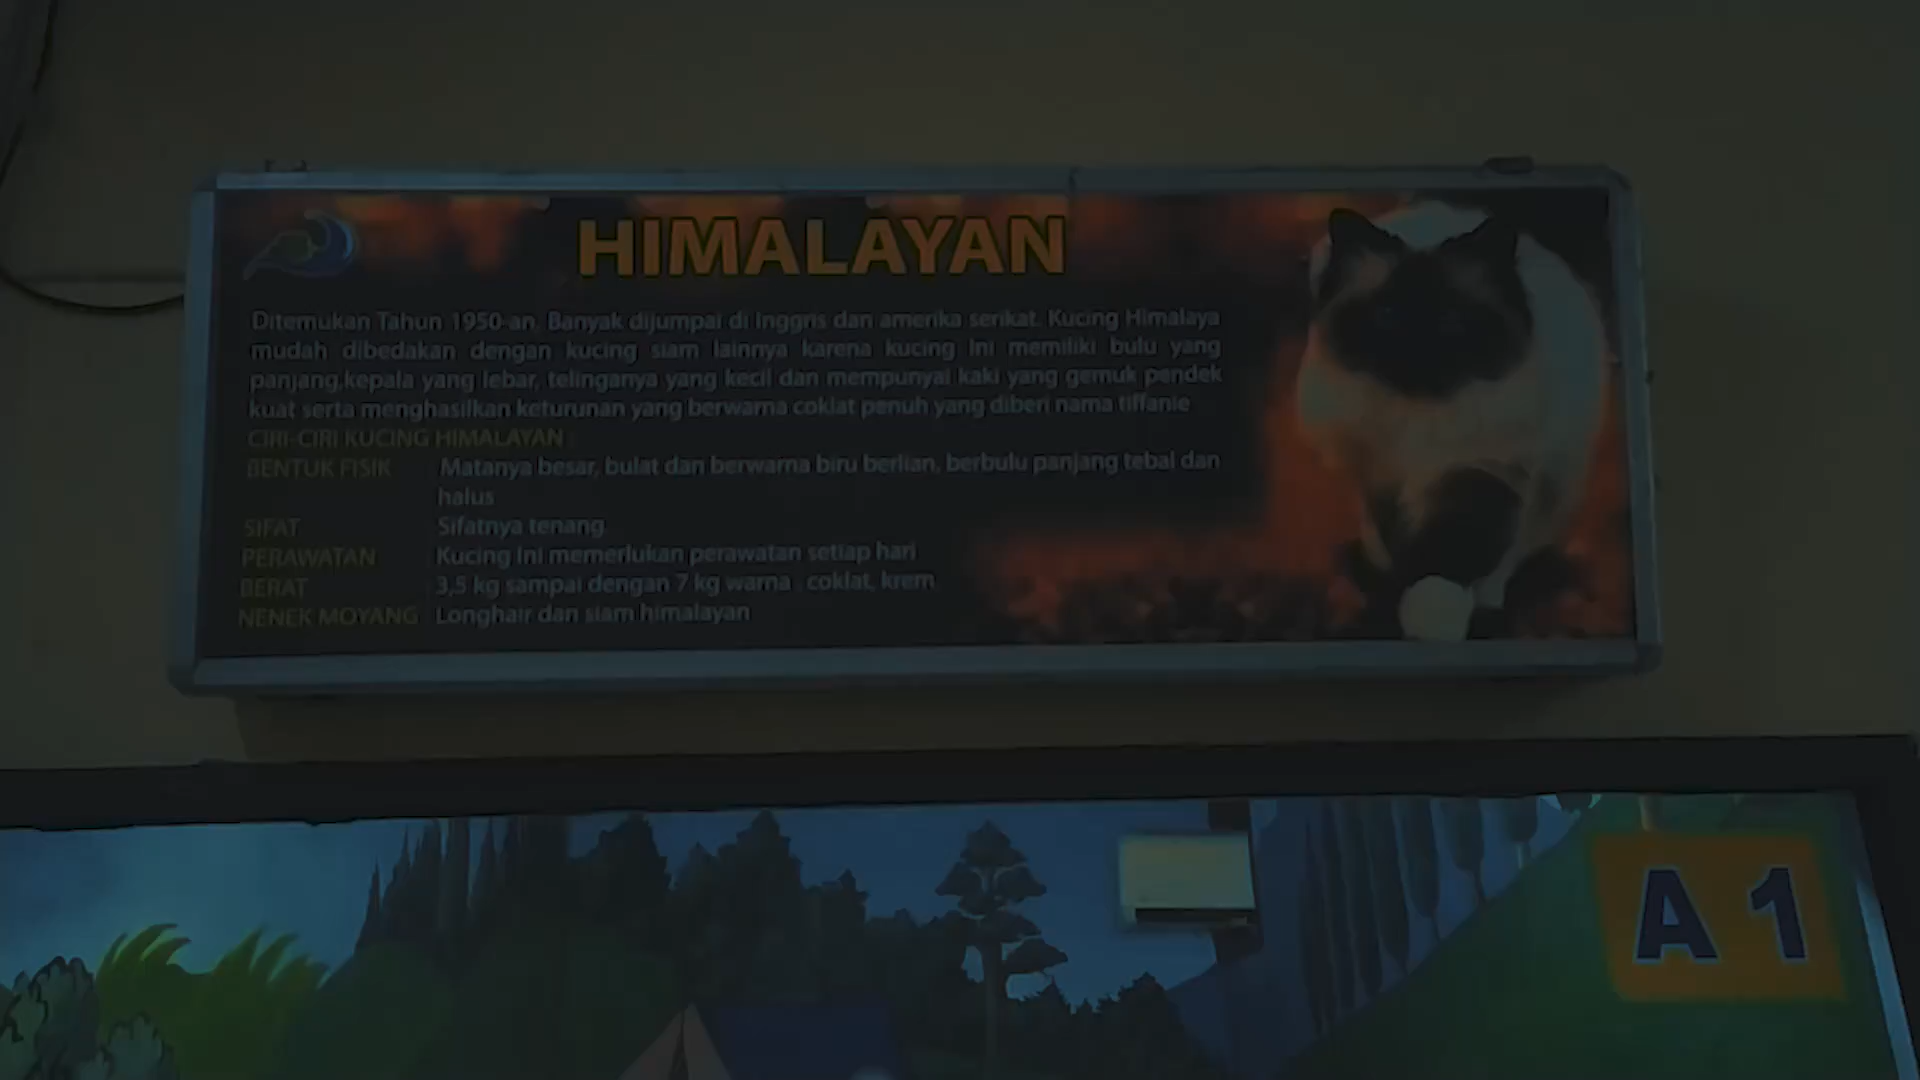 HIMALAYAN
Ditemukan Tahun 1950-an. Banyak dijumpai di Inggris dan amerika serikat. Kucing Himalaya
mudah dibedakan dengan kucing siam lainnya karena kucing Ini memiliki bulu yang
panjang,kepala yang lebar, telinganya yang kecil dan mempunyai kaki yang gemuk pendek
kuat serta menghasilkan keturunan yang berwarna coklat penuh yang diberi nama tiffanie
CIRI-CIRI KUCING HIMALAYAN :
BENTUK FISIK : Matanya besar, bulat dan berwarna biru berlian, berbulu panjang tebal dan
halus
SIFAT : Sifatnya tenang
PERAWATAN : Kucing Ini memerlukan perawatan setiap hari
BERAT : 3,5 kg sampai dengan 7 kg warna : coklat, krem
NENEK MOYANG : Longhair dan siam himalayan
A 1